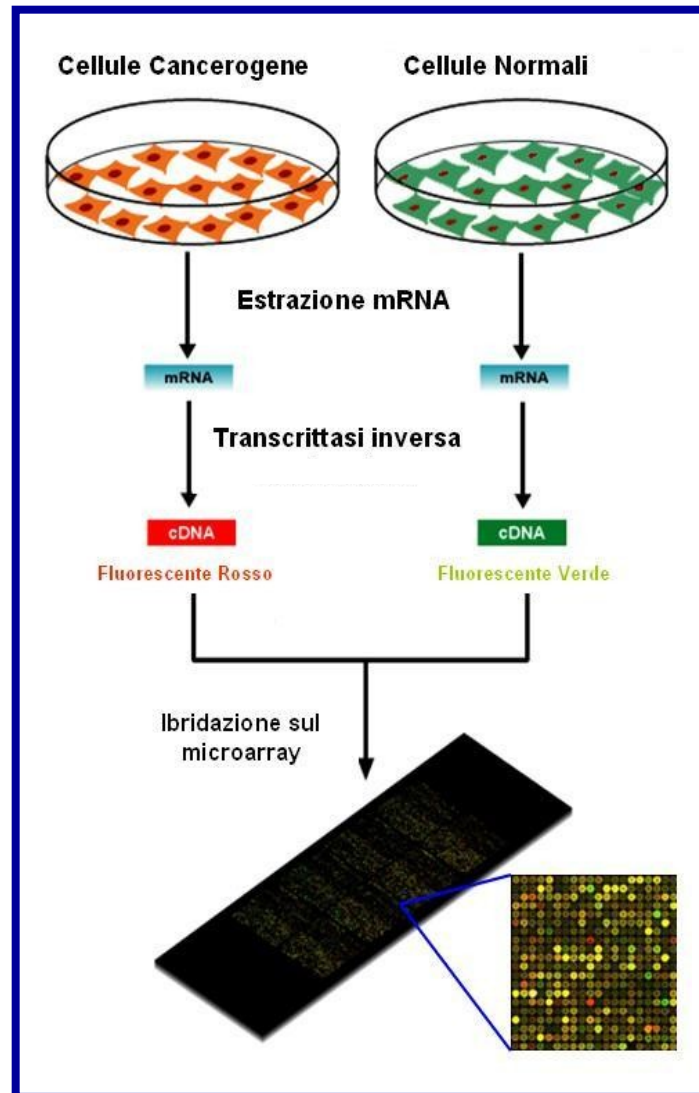 Cellule Cancerogene
Cellule Normali
Estrazione mRNA
mRNA
mRNA
Transcrittasi inversa
cDNA
cDNA
Fluorescente Rosso
Fluorescente Verde
Ibridazione sul
microarray